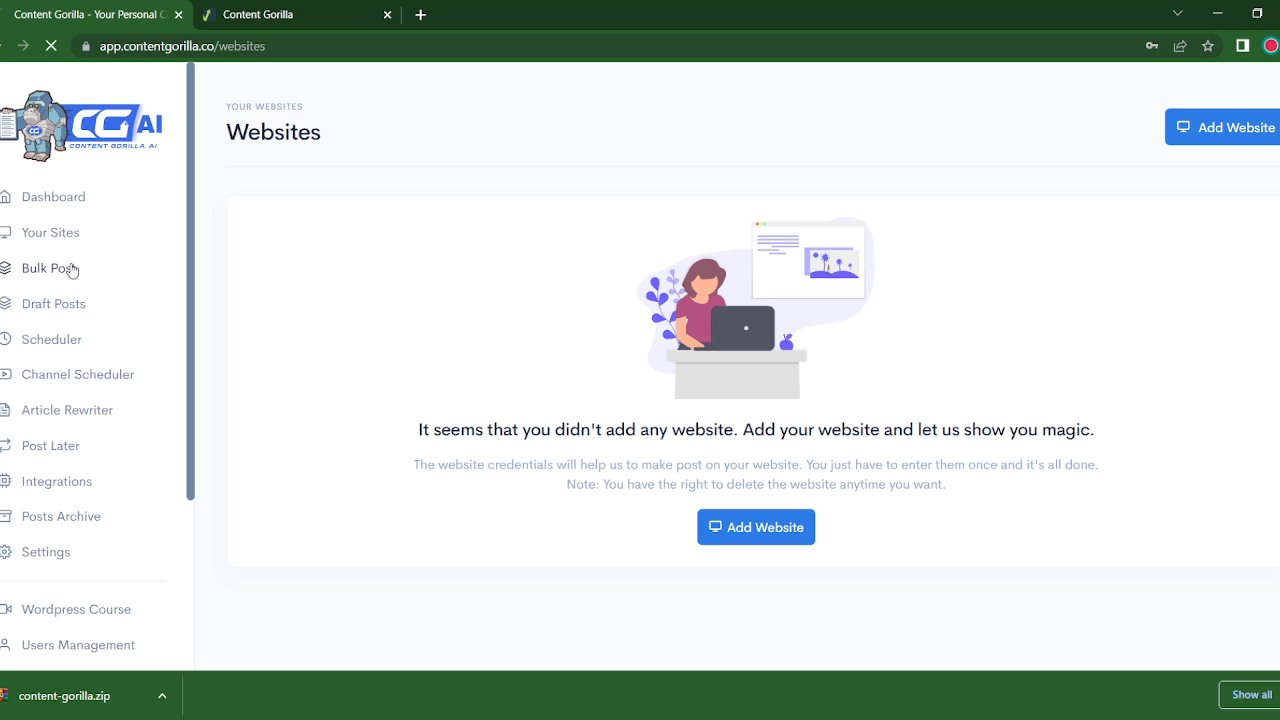 Content Gorilla - Your Personal C
Content Gorilla
app.contentgorilla.co/websites
CG AI
CONTENT GORILLA AI
CG
Dashboard
Your Sites
Bulk Posts
Draft Posts
Scheduler
Channel Scheduler
Article Rewriter
Post Later
Integrations
Posts Archive
Settings
Wordpress Course
Users Management
YOUR WEBSITES
Websites
Add Website
It seems that you didn't add any website. Add your website and let us show you magic.
The website credentials will help us to make post on your website. You just have to enter them once and it's all done.
Note: You have the right to delete the website anytime you want.
Add Website
content-gorilla.zip
Show all